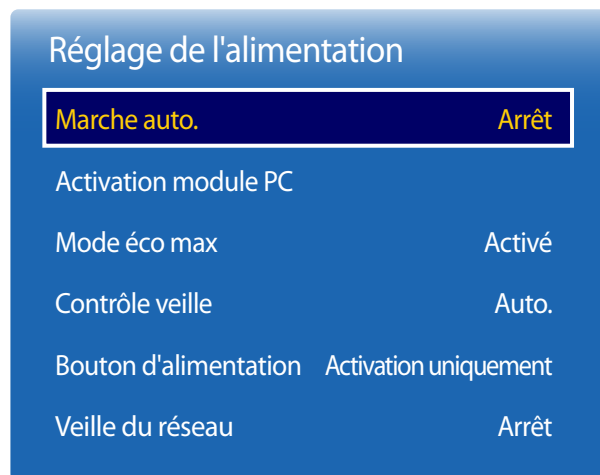 Réglage de l'alimentation
Marche auto. Arrêt
Activation module PC
Mode éco max Activé
Contrôle veille Auto.
Bouton d'alimentation Activation uniquement
Veille du réseau Arrêt